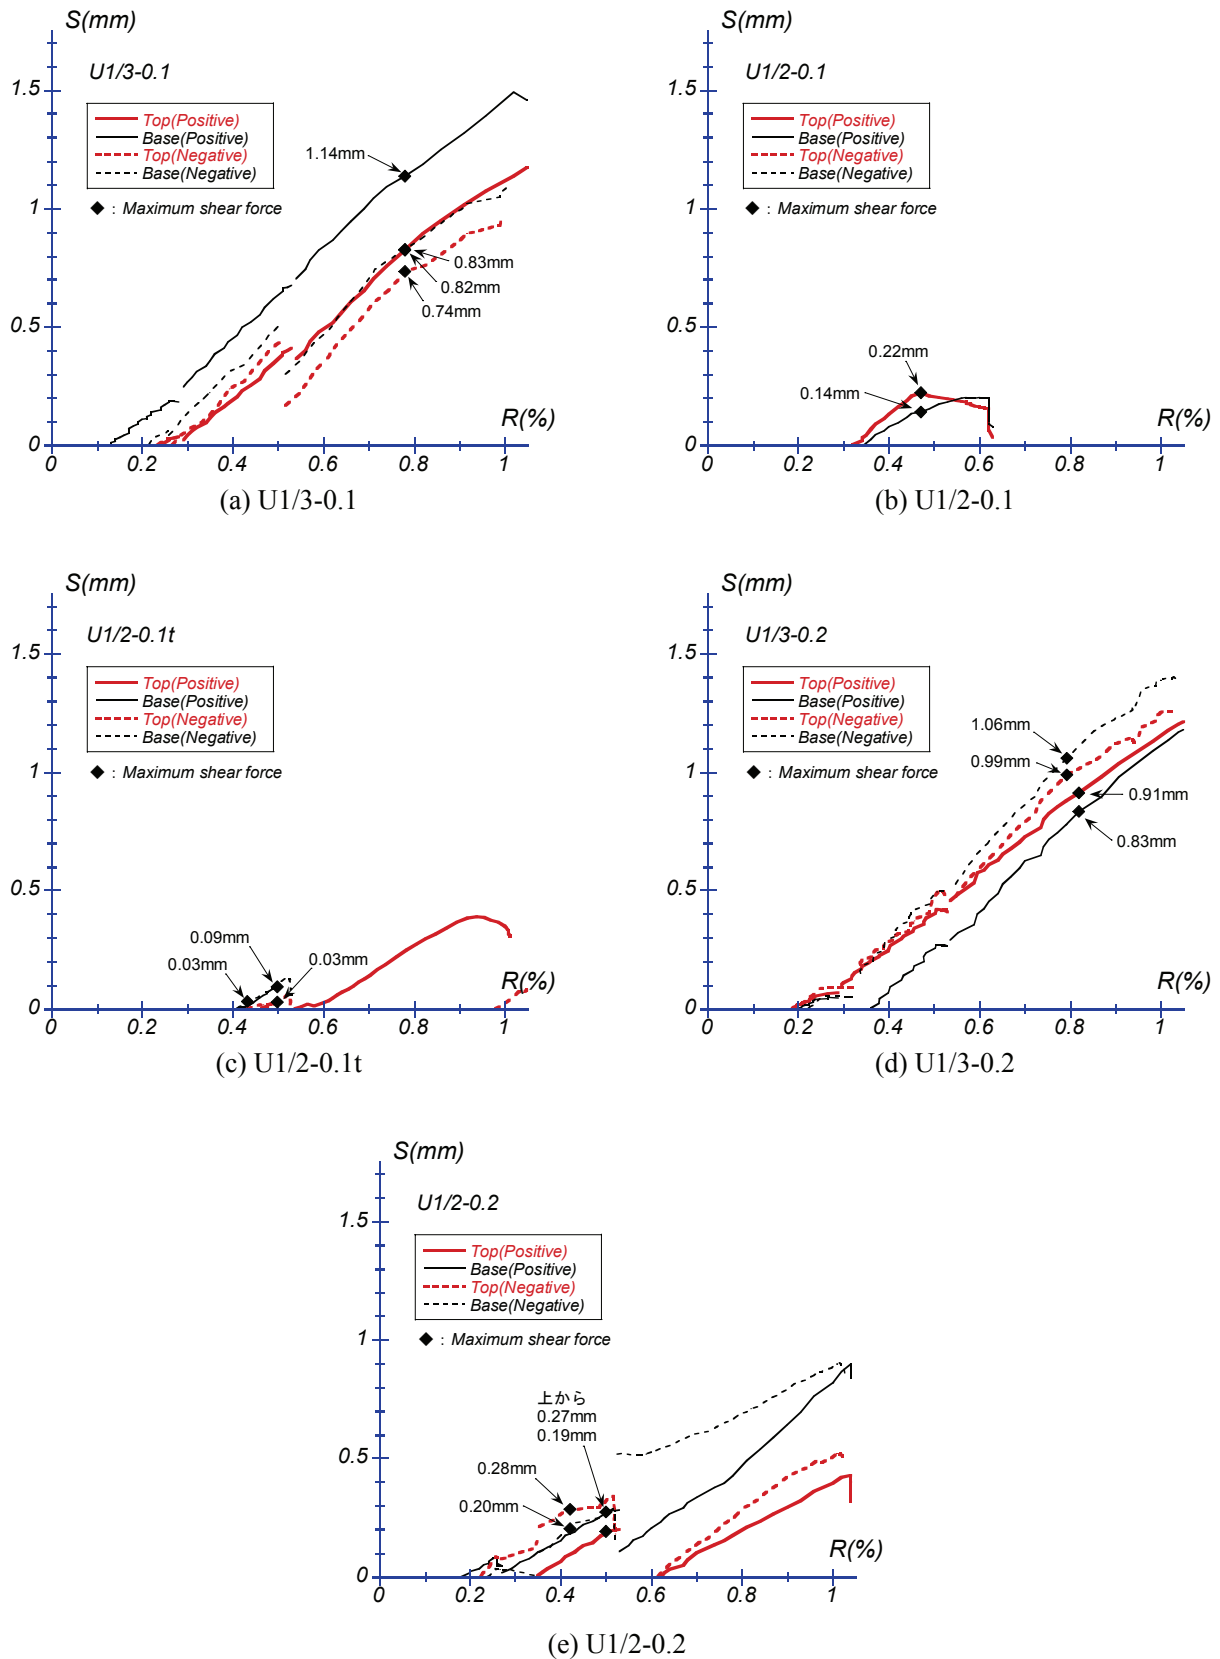 S(mm)
U1/3-0.1
1.5
Top(Positive)
Base(Positive)
Top(Negative)
Base(Negative)
◆ : Maximum shear force
1.14mm
1
0.83mm
0.82mm
0.74mm
0.5
R(%)
0
0 0.2 0.4 0.6 0.8 1
(a) U1/3-0.1
S(mm)
U1/2-0.1
1.5
Top(Positive)
Base(Positive)
Top(Negative)
Base(Negative)
◆ : Maximum shear force
1
0.5
0.22mm
0.14mm
R(%)
0
0 0.2 0.4 0.6 0.8 1
(b) U1/2-0.1
S(mm)
U1/2-0.1t
1.5
Top(Positive)
Base(Positive)
Top(Negative)
Base(Negative)
◆ : Maximum shear force
1
0.5
0.09mm
0.03mm
0.03mm
R(%)
0
0 0.2 0.4 0.6 0.8 1
(c) U1/2-0.1t
S(mm)
U1/3-0.2
1.5
Top(Positive)
Base(Positive)
Top(Negative)
Base(Negative)
◆ : Maximum shear force
1.06mm
0.99mm
1
0.91mm
0.83mm
0.5
R(%)
0
0 0.2 0.4 0.6 0.8 1
(d) U1/3-0.2
S(mm)
U1/2-0.2
1.5
Top(Positive)
Base(Positive)
Top(Negative)
Base(Negative)
◆ : Maximum shear force
1
上から
0.27mm
0.19mm
0.5
0.28mm
0.20mm
R(%)
0
0 0.2 0.4 0.6 0.8 1
(e) U1/2-0.2